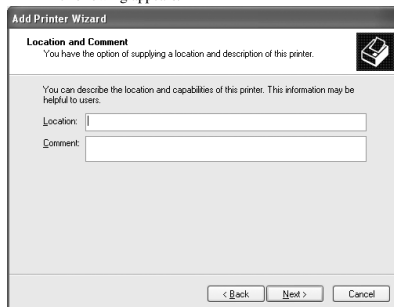 Add Printer Wizard
Location and Comment
You have the option of supplying a location and description of this printer.
You can describe the location and capabilities of this printer. This information may be
helpful to users.
Location:
Comment:
< Back
Next >
Cancel